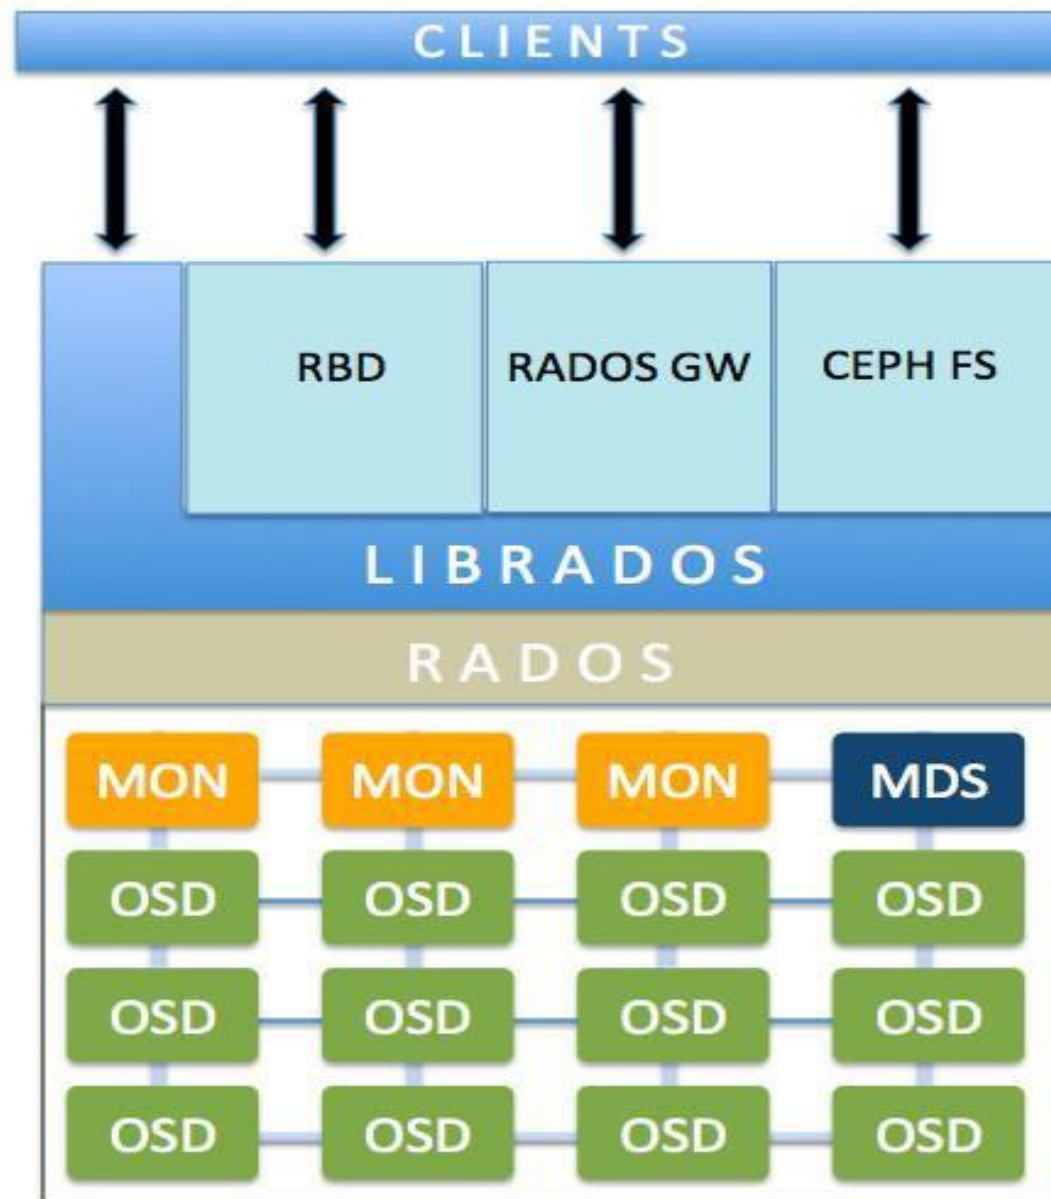 CLIENTS
RBD RADOS GW CEPH FS
LIBRADOS
RADOS
MON MON MON MDS
OSD OSD OSD OSD
OSD OSD OSD OSD
OSD OSD OSD OSD